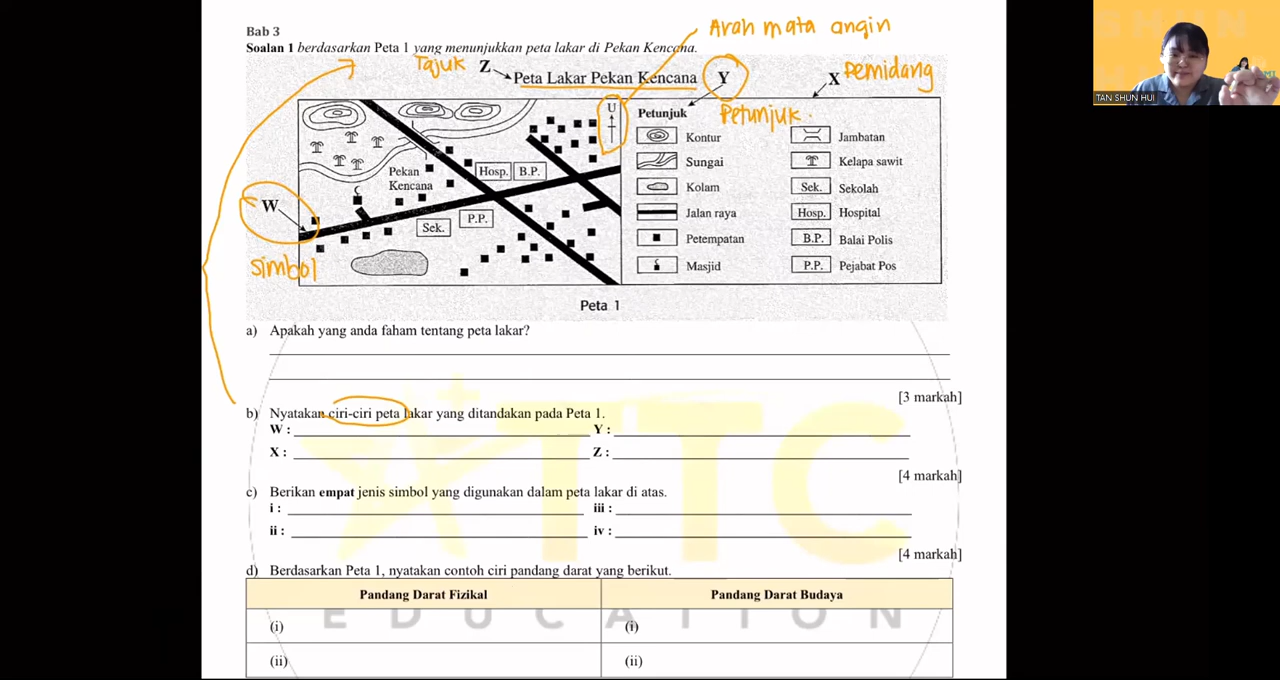 Bab 3
Arah mata angin
Soalan 1 berdasarkan Peta 1 yang menunjukkan peta lakar di Pekan Kencana.
Tajuk Z Peta Lakar Pekan Kencana Y X Pemidang
TAN SHUN HUI
U
Petunjuk Petunjuk.
Kontur Jambatan
Sungai Kelapa sawit
Kolam Sek. Sekolah
Jalan raya Hosp. Hospital
Petempatan B.P. Balai Polis
Masjid P.P. Pejabat Pos
Pekan
Kencana
Hosp. B.P.
W
P.P.
Sek.
simbol
Peta 1
a) Apakah yang anda faham tentang peta lakar?
[3 markah]
b) Nyatakan ciri-ciri peta lakar yang ditandakan pada Peta 1.
W : Y :
X : Z :
[4 markah]
c) Berikan empat jenis simbol yang digunakan dalam peta lakar di atas.
i : iii :
ii : iv :
[4 markah]
d) Berdasarkan Peta 1, nyatakan contoh ciri pandang darat yang berikut.
Pandang Darat Fizikal Pandang Darat Budaya
(i) (i)
(ii) (ii)
TTC
EDUCATION